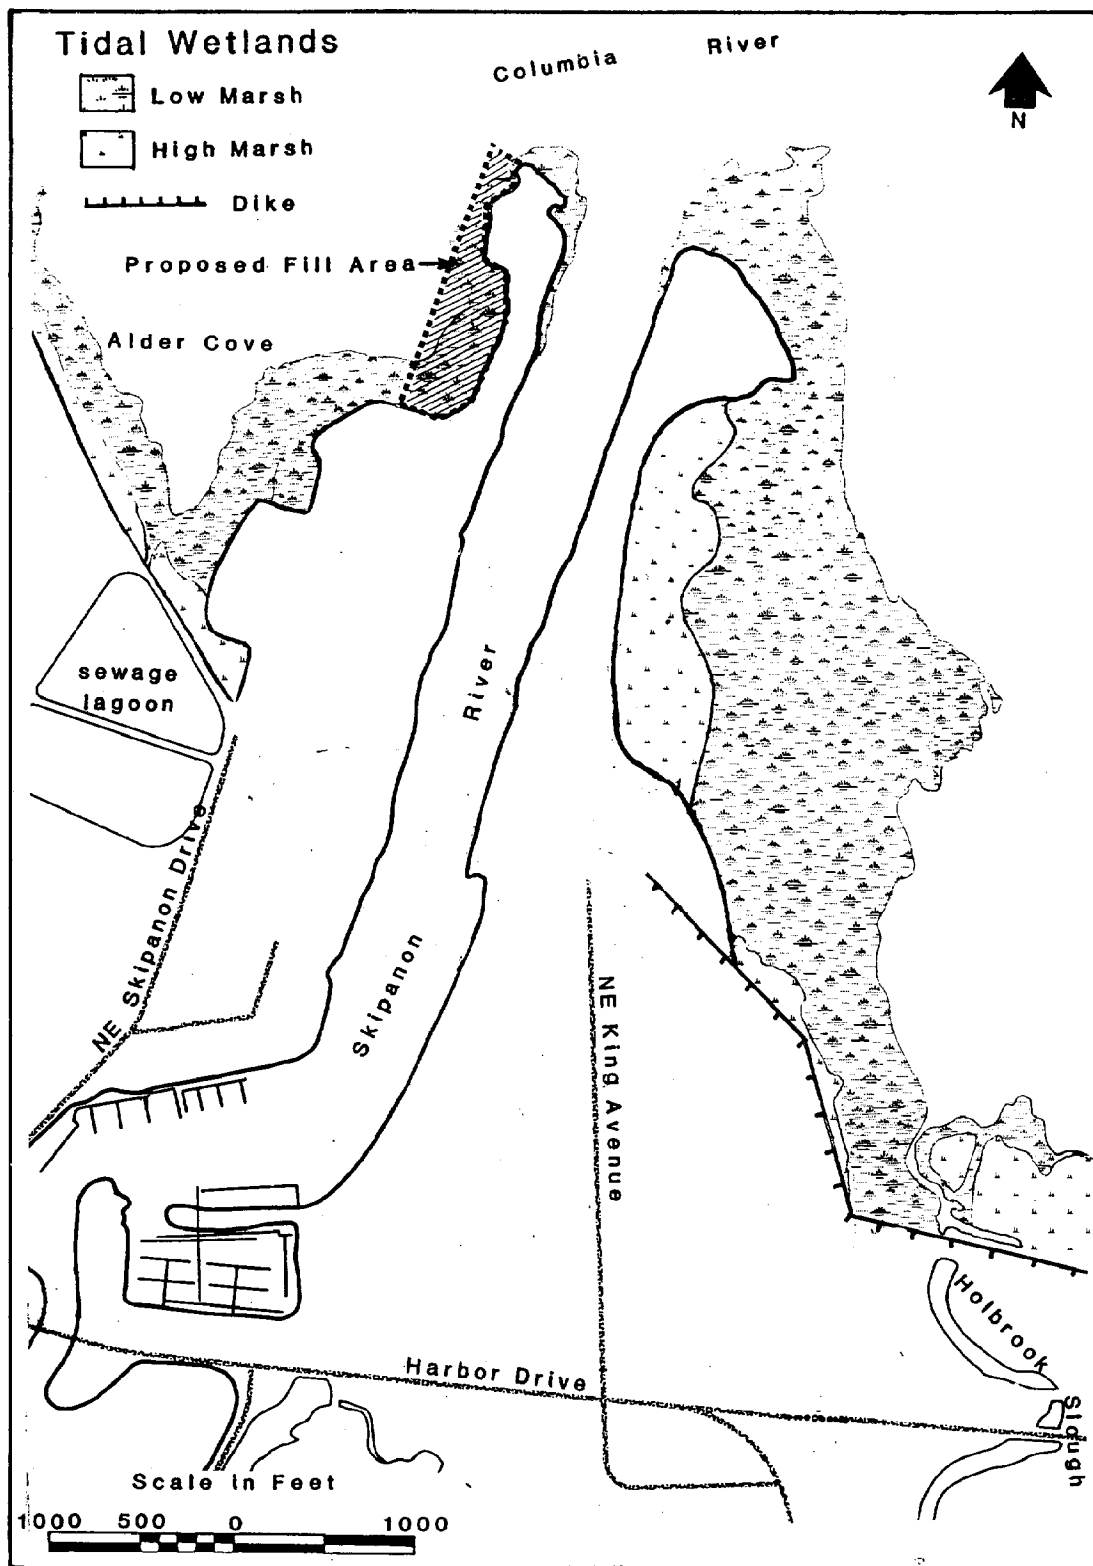 Tidal Wetlands
Low Marsh
High Marsh
Dike
Columbia River
N
Proposed Fill Area
Alder Cove
sewage
lagoon
NE Skipanon Drive
Skipanon River
NE King Avenue
Holbrook Slough
Harbor Drive
Scale in Feet
1000 500 0 1000